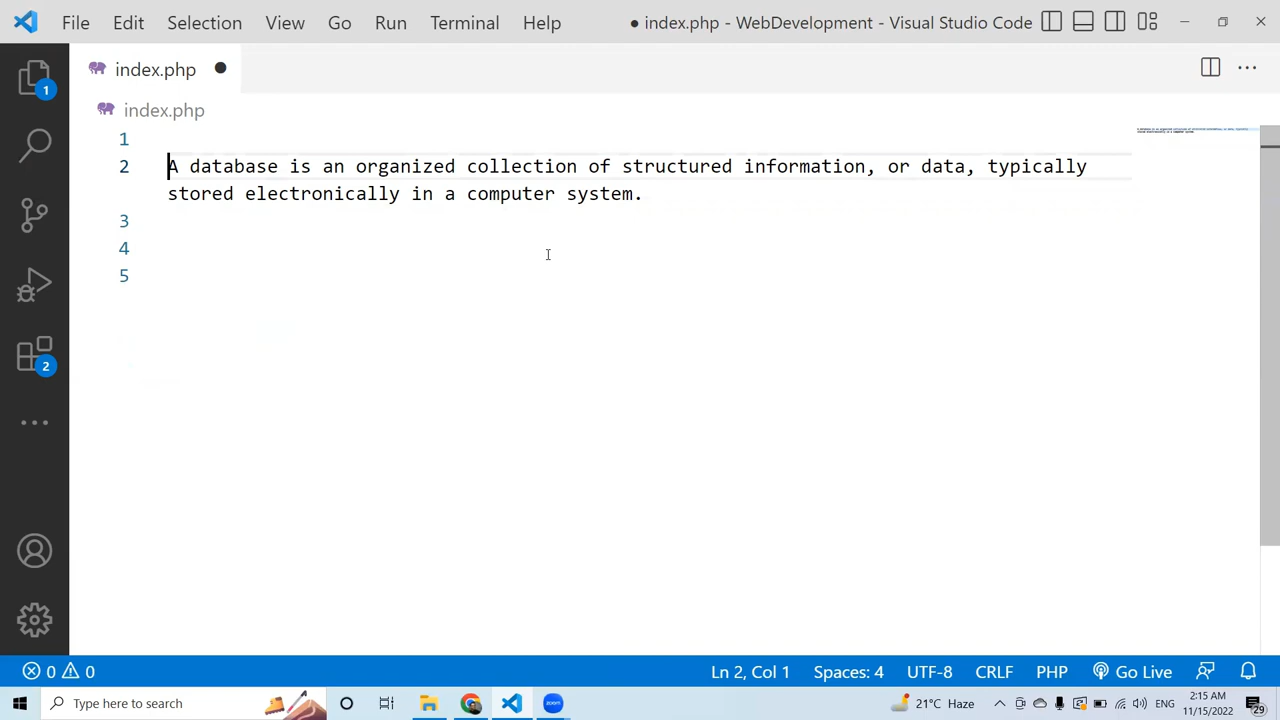 File Edit Selection View Go Run Terminal Help ● index.php - WebDevelopment - Visual Studio Code
index.php
1
index.php
1
2 A database is an organized collection of structured information, or data, typically
stored electronically in a computer system.
3
4
5
2
0 0 Ln 2, Col 1 Spaces: 4 UTF-8 CRLF PHP Go Live
Type here to search
zoom
21°C Haze
ENG
2:15 AM
11/15/2022
29